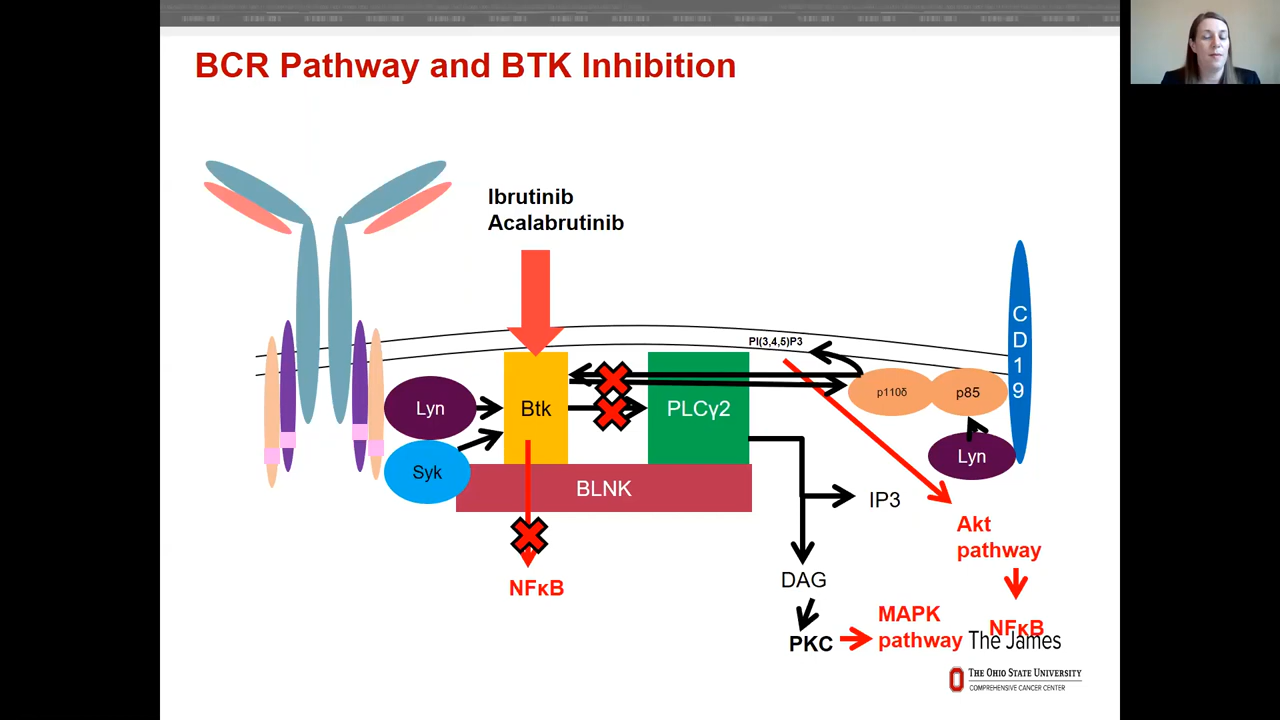 BCR Pathway and BTK Inhibition
Ibrutinib
Acalabrutinib
PI(3,4,5)P3
CD19
Lyn
Btk
PLCγ2
p110δ
p85
Syk
Lyn
BLNK
IP3
Akt
pathway
DAG
NFκB
MAPK
pathway
NFκB
PKC
The James
THE OHIO STATE UNIVERSITY
COMPREHENSIVE CANCER CENTER